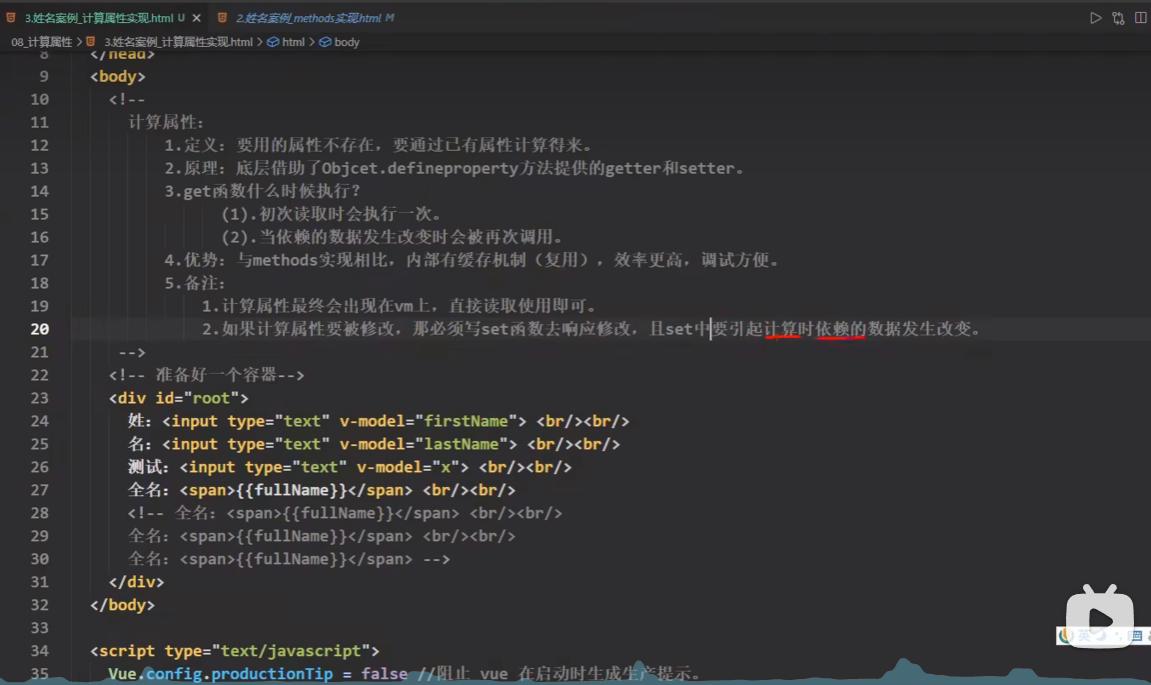 3.姓名案例_计算属性实现.html U × 2.姓名案例_methods实现.html M
08_计算属性 > 3.姓名案例_计算属性实现.html > html > body
8 </head>
9 <body>
10 <!--
11 计算属性：
12 1.定义：要用的属性不存在，要通过已有属性计算得来。
13 2.原理：底层借助了Objcet.defineproperty方法提供的getter和setter。
14 3.get函数什么时候执行？
15 (1).初次读取时会执行一次。
16 (2).当依赖的数据发生改变时会被再次调用。
17 4.优势：与methods实现相比，内部有缓存机制（复用），效率更高，调试方便。
18 5.备注：
19 1.计算属性最终会出现在vm上，直接读取使用即可。
20 2.如果计算属性要被修改，那必须写set函数去响应修改，且set中要引起计算时依赖的数据发生改变。
21 -->
22 <!-- 准备好一个容器-->
23 <div id="root">
24 姓：<input type="text" v-model="firstName"> <br/><br/>
25 名：<input type="text" v-model="lastName"> <br/><br/>
26 测试：<input type="text" v-model="x"> <br/><br/>
27 全名：<span>{{fullName}}</span> <br/><br/>
28 <!-- 全名：<span>{{fullName}}</span> <br/><br/>
29 全名：<span>{{fullName}}</span> <br/><br/>
30 全名：<span>{{fullName}}</span> -->
31 </div>
32 </body>
33
34 <script type="text/javascript">
35 Vue.config.productionTip = false //阻止 vue 在启动时生成生产提示。
英